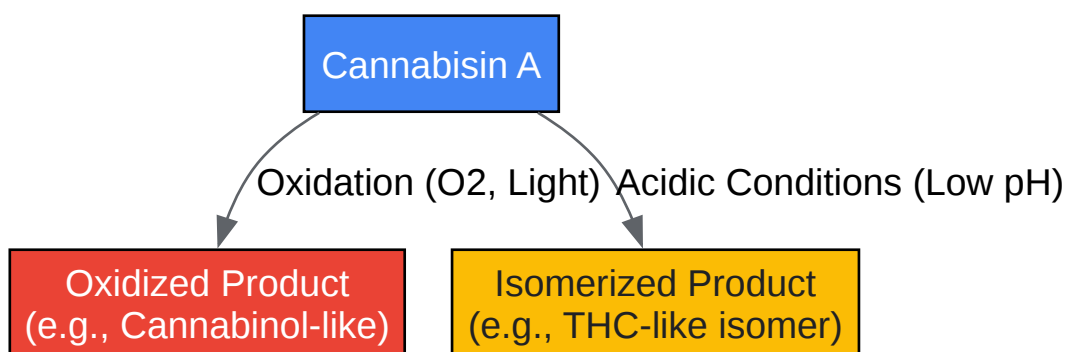 Cannabisin A
Oxidation (O2, Light)
Acidic Conditions (Low pH)
Oxidized Product
(e.g., Cannabinol-like)
Isomerized Product
(e.g., THC-like isomer)